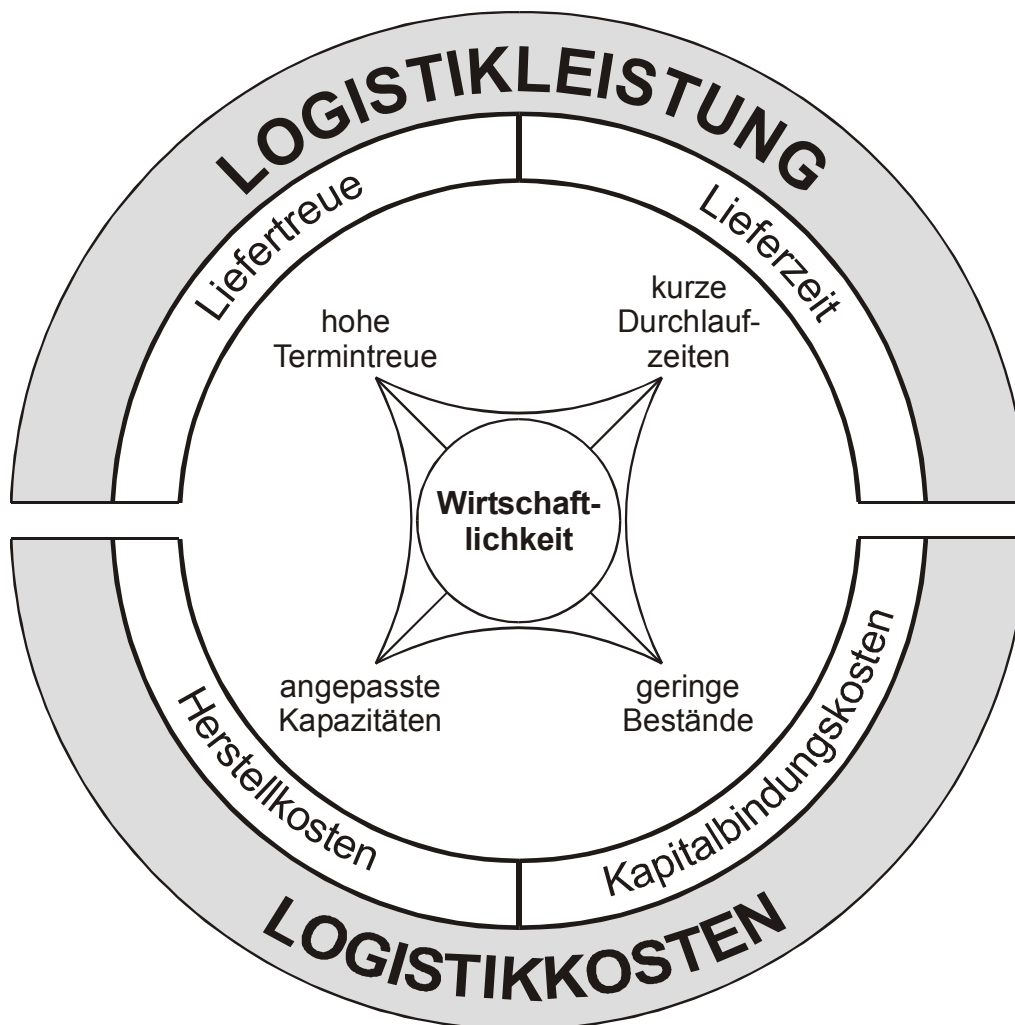 LOGISTIKLEISTUNG
Liefertreue
Lieferzeit
hohe
Termintreue
kurze
Durchlauf-
zeiten
Wirtschaft-
lichkeit
angepasste
Kapazitäten
geringe
Bestände
Herstellkosten
Kapitalbindungskosten
LOGISTIKKOSTEN